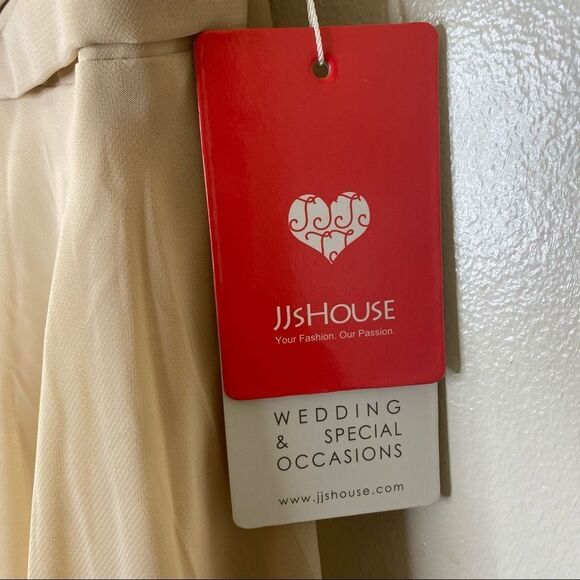 JJSHOUSE
Your Fashion. Our Passion.
WEDDING
& SPECIAL
OCCASIONS
www.jjshouse.com